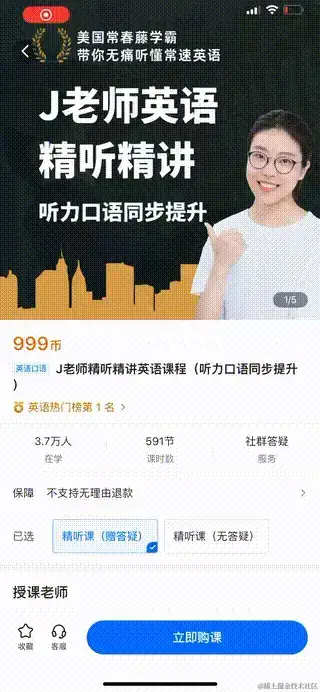 美国常春藤学霸
带你无痛听懂常速英语
J老师英语
精听精讲
听力口语同步提升
1/5
999币
英语口语 J老师精听精讲英语课程（听力口语同步提升
）
英语热门榜第 1 名 >
3.7万人 591节 社群答疑
在学 课时数 服务
保障 不支持无理由退款 >
已选 精听课（赠答疑） 精听课（无答疑）
授课老师
收藏 客服 立即购课
@稀土掘金技术社区